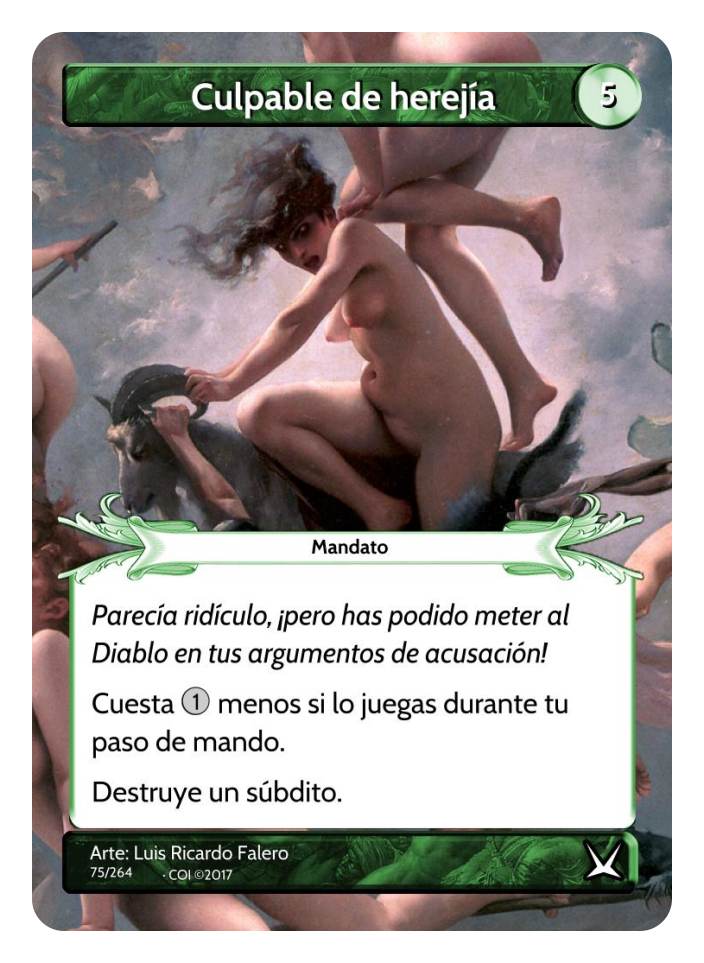 Culpable de herejía 5
Mandato
Parecía ridículo, ¡pero has podido meter al
Diablo en tus argumentos de acusación!
Cuesta 1 menos si lo juegas durante tu
paso de mando.
Destruye un súbdito.
Arte: Luis Ricardo Falero
75/264 · COI ©2017